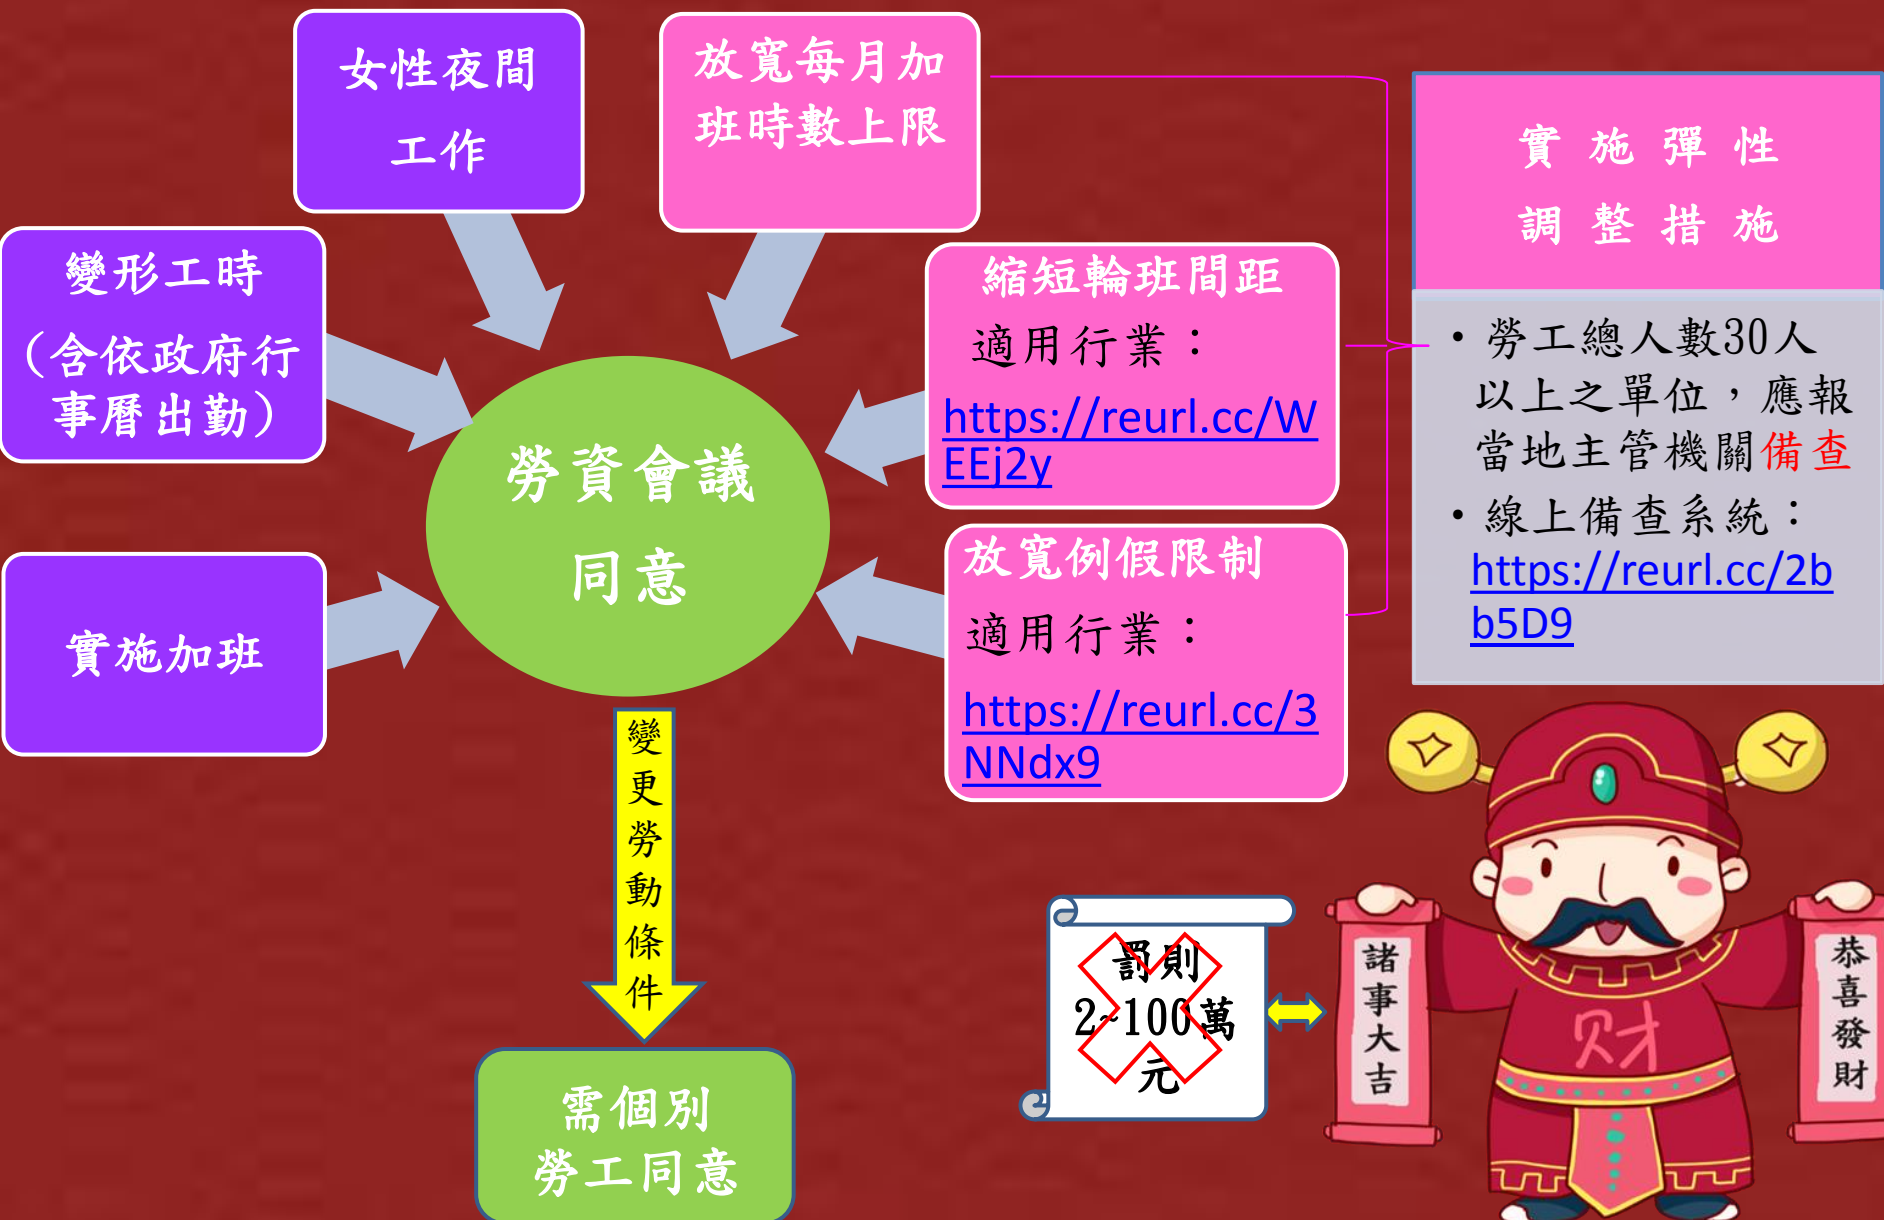 女性夜間
工作
放寬每月加
班時數上限
變形工時
（含依政府行
事曆出勤）
實施加班
勞資會議
同意
縮短輪班間距
適用行業：
https://reurl.cc/W
EEj2y
放寬例假限制
適用行業：
https://reurl.cc/3
NNdx9
實施彈性
調整措施
•勞工總人數30人
以上之單位，應報
當地主管機關備查
•線上備查系統：
https://reurl.cc/2b
b5D9
變更勞動條件
需個別
勞工同意
罰則
2~100萬
元
諸事大吉
财
恭喜發財